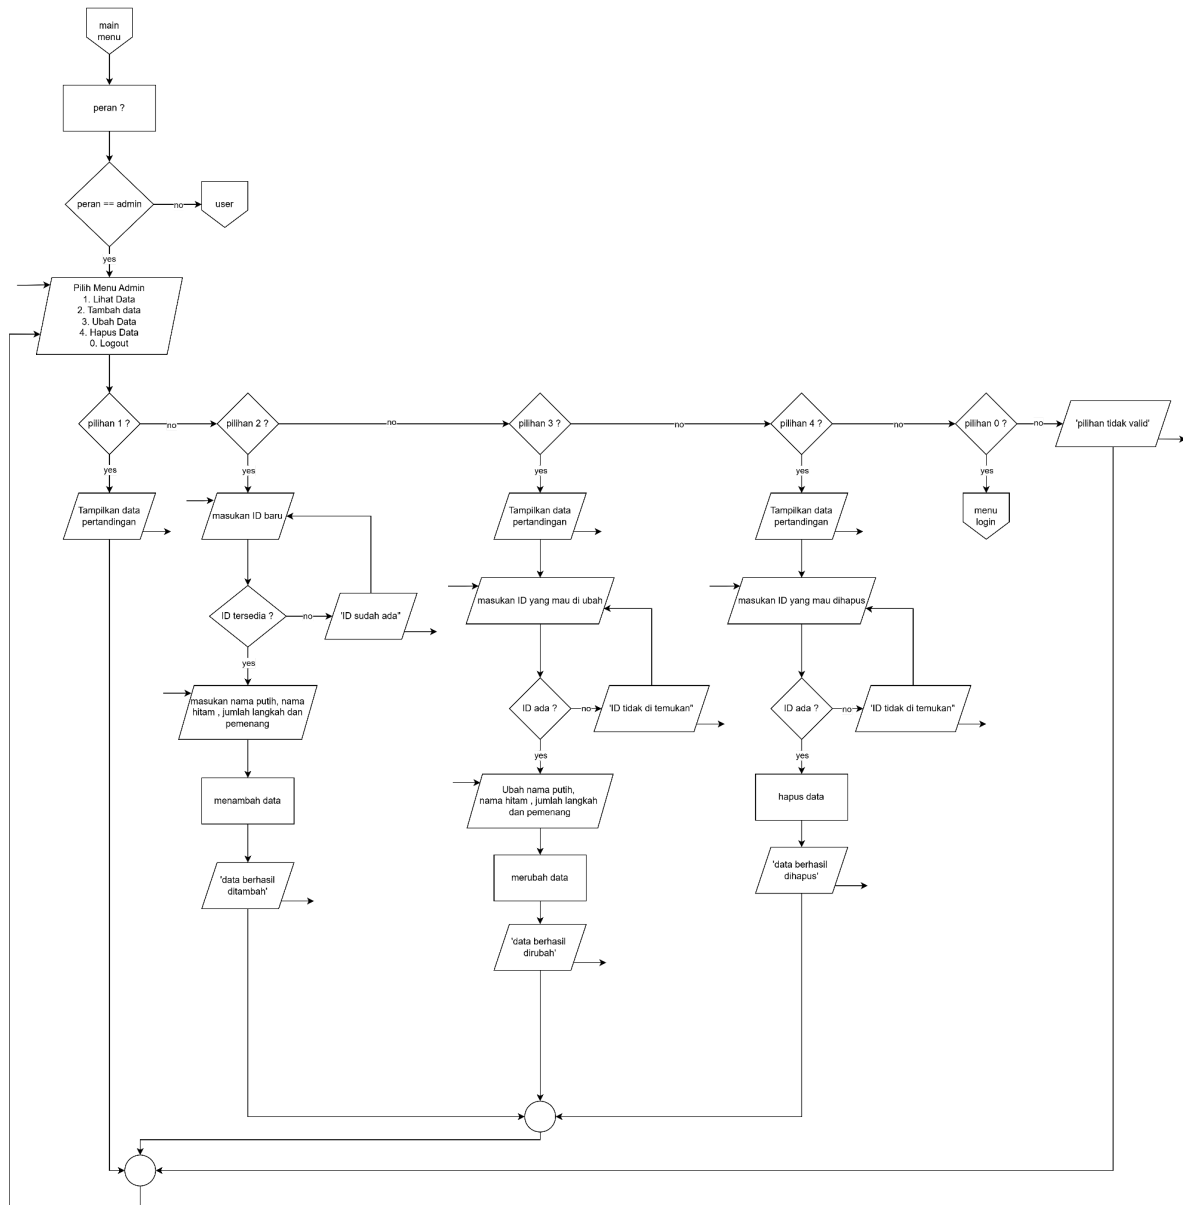 main
menu
peran ?
peran == admin
no
user
yes
Pilih Menu Admin
1. Lihat Data
2. Tambah data
3. Ubah Data
4. Hapus Data
0. Logout
pilihan 1 ?
no
pilihan 2 ?
no
pilihan 3 ?
no
pilihan 4 ?
no
pilihan 0 ?
no
'pilihan tidak valid'
yes
yes
yes
yes
yes
Tampilkan data
pertandingan
masukan ID baru
Tampilkan data
pertandingan
Tampilkan data
pertandingan
menu
login
ID tersedia ?
no
'ID sudah ada"
masukan ID yang mau di ubah
masukan ID yang mau dihapus
yes
masukan nama putih, nama
hitam , jumlah langkah dan
pemenang
ID ada ?
no
'ID tidak di temukan"
ID ada ?
no
'ID tidak di temukan"
yes
yes
menambah data
Ubah nama putih,
nama hitam , jumlah langkah
dan pemenang
hapus data
'data berhasil
ditambah'
merubah data
'data berhasil
dihapus'
'data berhasil
dirubah'